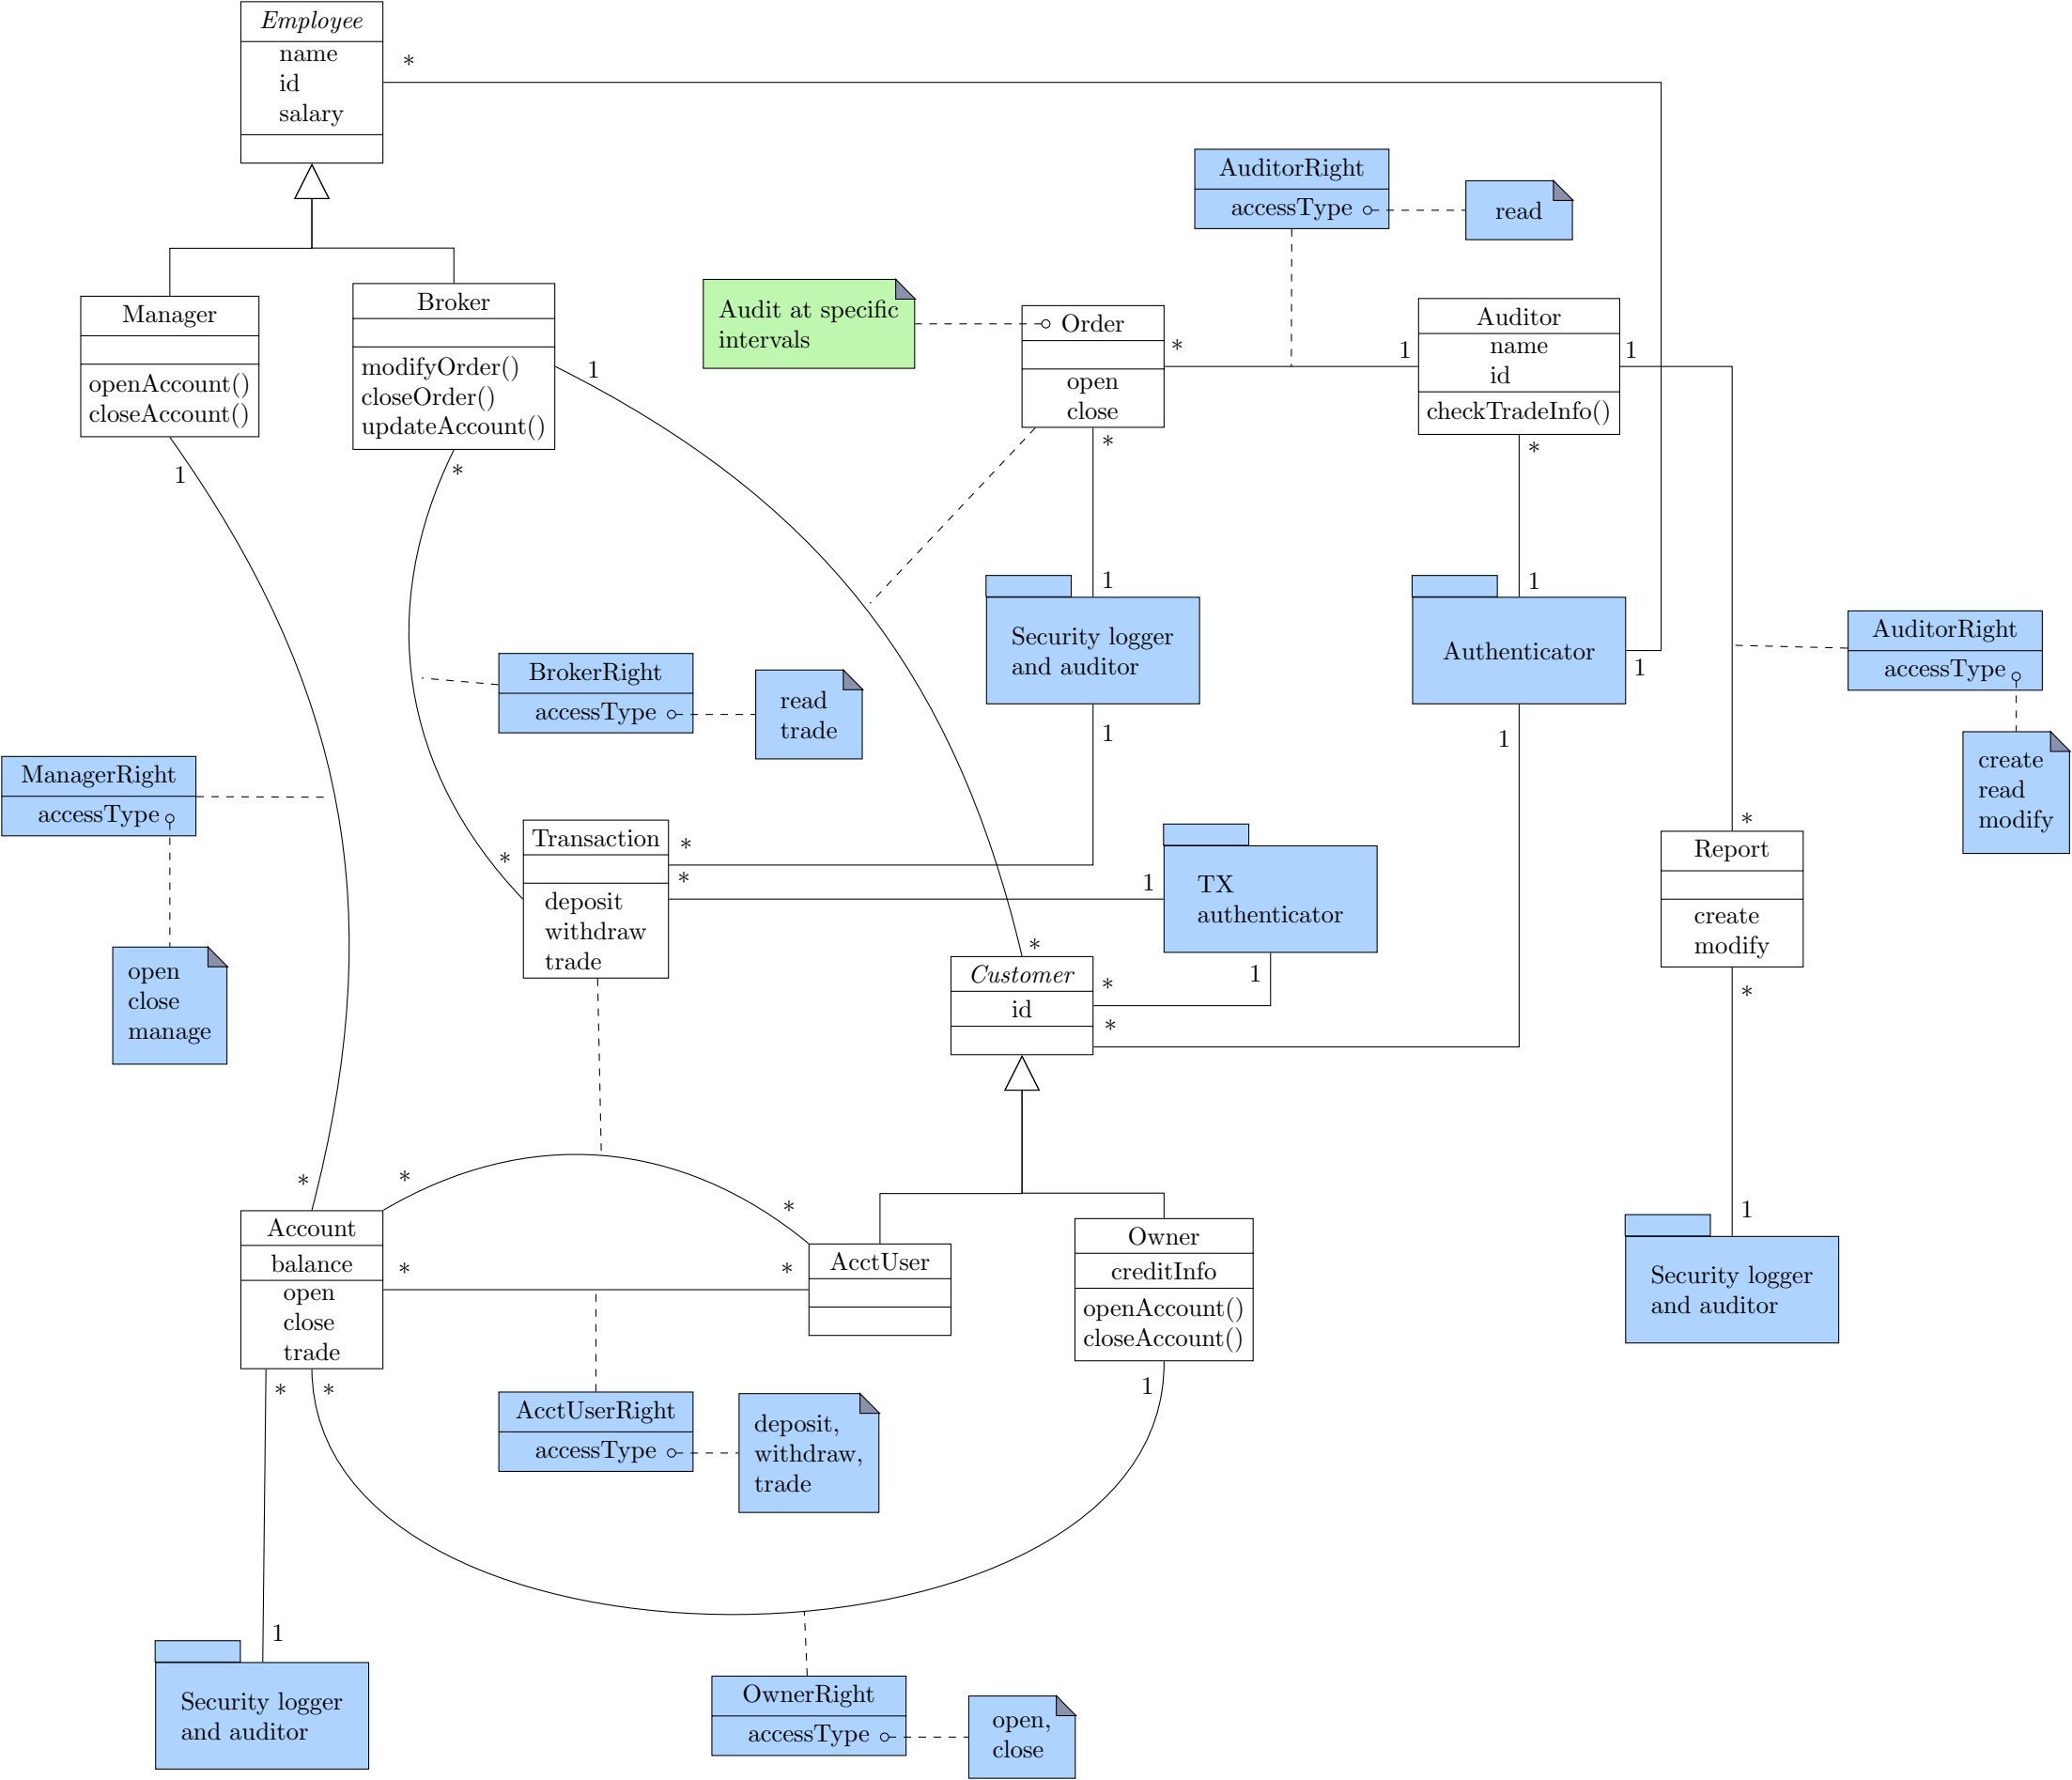 Employee
name
id
salary
*
AuditorRight
accessType
read
Manager
openAccount()
closeAccount()
1
Broker
modifyOrder()
closeOrder()
updateAccount()
1
*
Audit at specific
intervals
Order
open
close
*
*
1
Auditor
name
id
checkTradeInfo()
1
*
1
Security logger
and auditor
1
1
Authenticator
1
1
AuditorRight
accessType
create
read
modify
BrokerRight
accessType
read
trade
ManagerRight
accessType
open
close
manage
*
Transaction
deposit
withdraw
trade
*
*
1
TX
authenticator
1
*
Report
create
modify
*
*
Customer
id
*
*
*
*
*
Account
balance
open
close
trade
*
*
AcctUser
Owner
creditInfo
openAccount()
closeAccount()
1
1
Security logger
and auditor
*
*
AcctUserRight
accessType
deposit,
withdraw,
trade
1
Security logger
and auditor
OwnerRight
accessType
open,
close